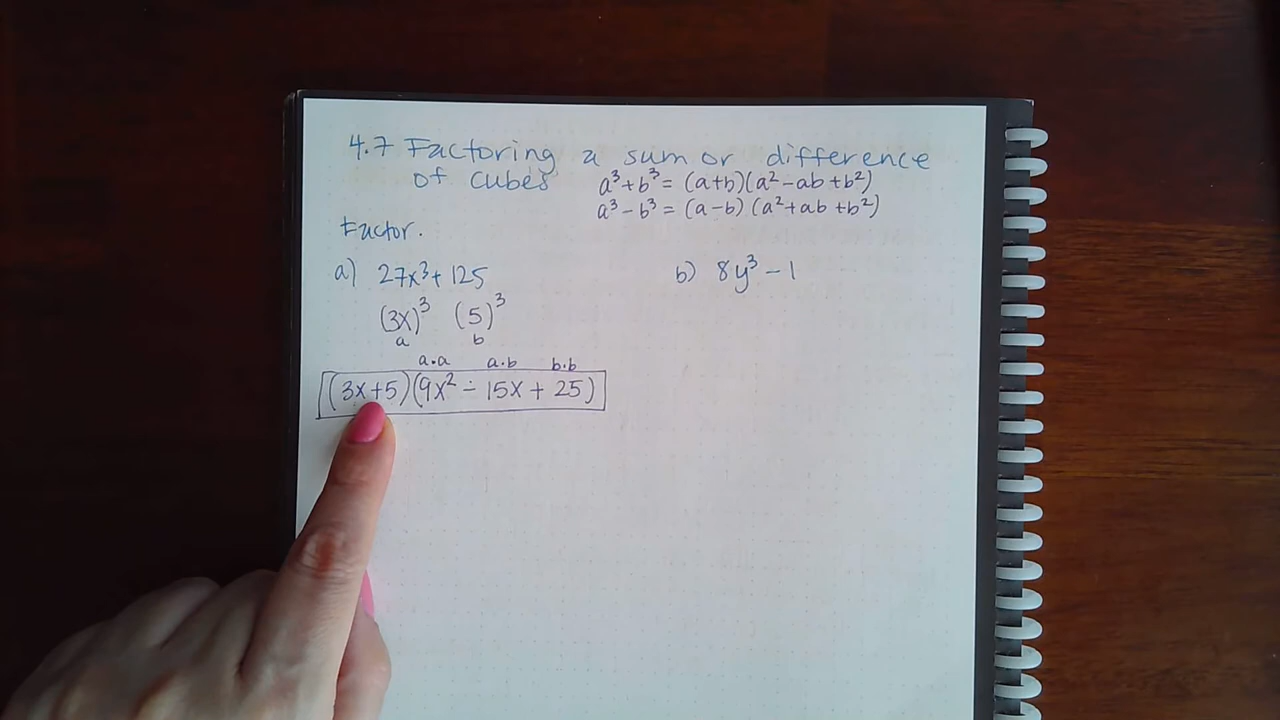 4.7 Factoring a sum or difference
of cubes a³+b³ = (a+b)(a²-ab+b²)
a³-b³ = (a-b)(a²+ab+b²)
Factor.
a) 27x³+125 b) 8y³-1
(3x)³ (5)³
a b
a·a a·b b·b
(3x+5)(9x² - 15x + 25)